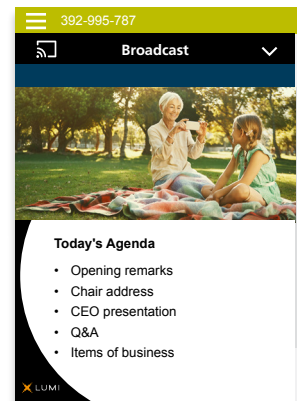 392-995-787
Broadcast
Today's Agenda
• Opening remarks
• Chair address
• CEO presentation
• Q&A
• Items of business
LUMI